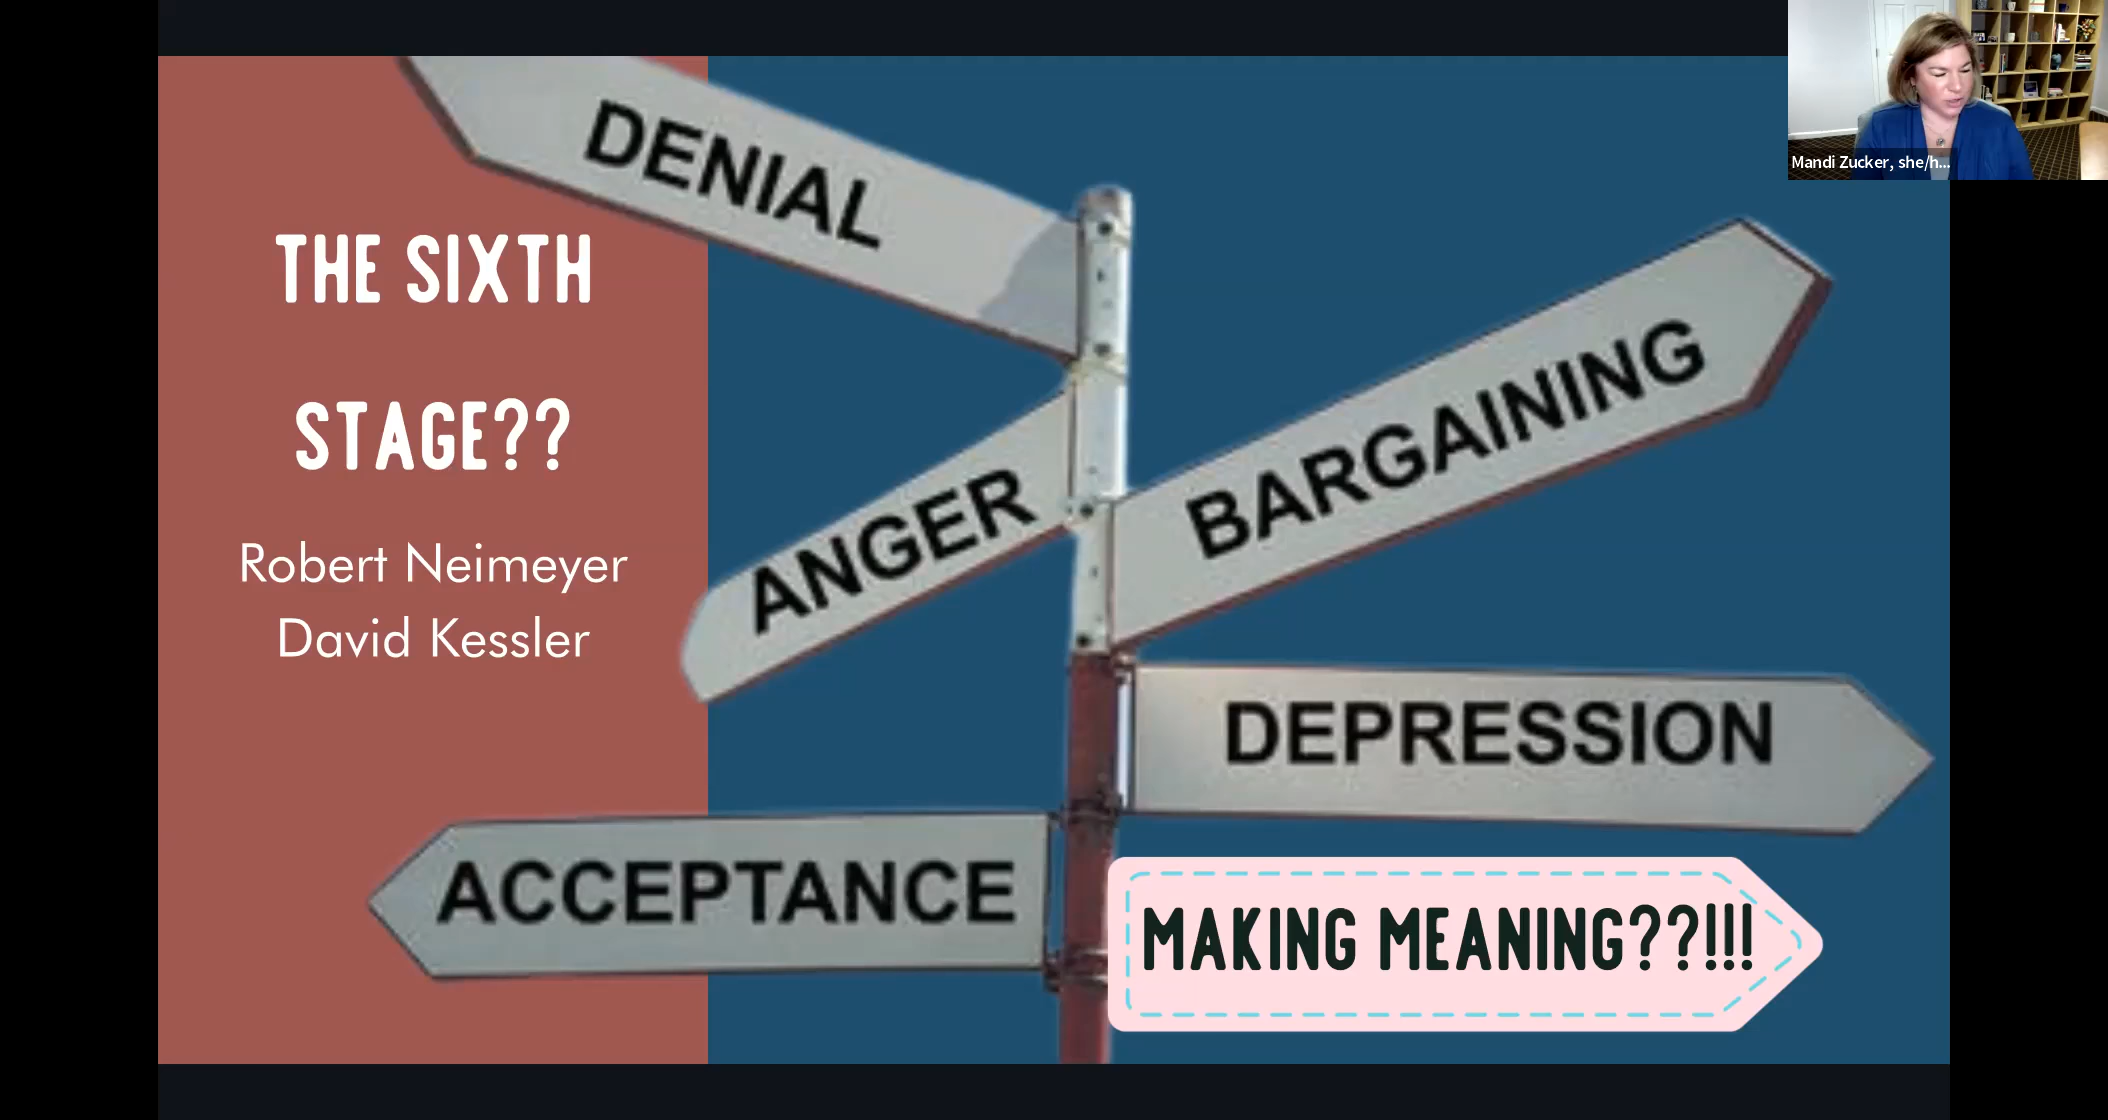 THE SIXTH
STAGE??
Robert Neimeyer
David Kessler
DENIAL
ANGER
BARGAINING
DEPRESSION
ACCEPTANCE
MAKING MEANING??!!!
Mandi Zucker, she/h...